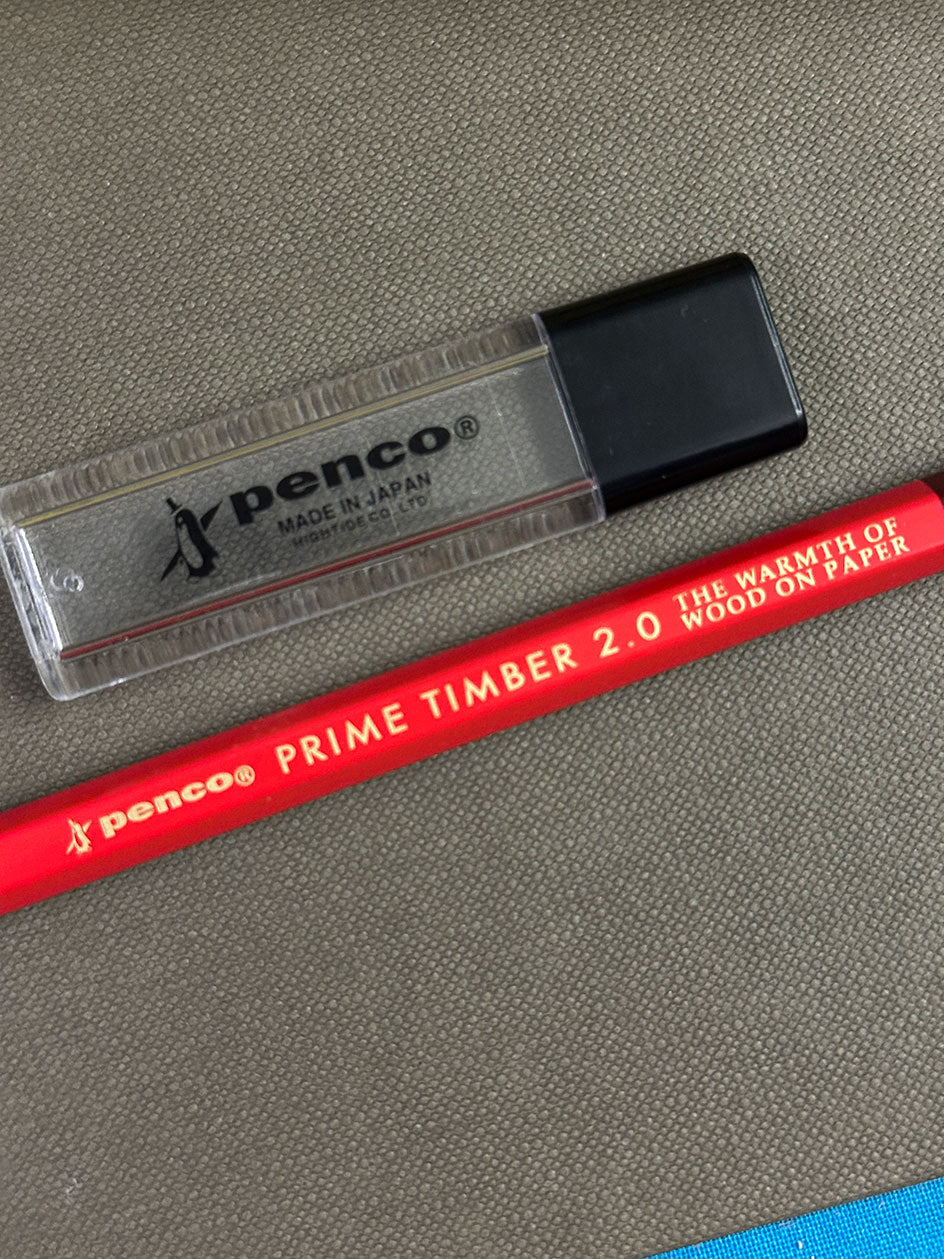 penco®
MADE IN JAPAN
HIGHTIDE CO., LTD
penco® PRIME TIMBER 2.0
THE WARMTH OF
WOOD ON PAPER